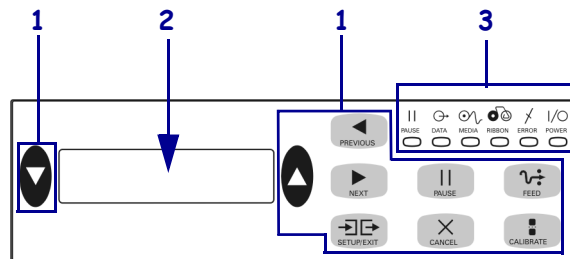 1 2 1 3
PAUSE DATA MEDIA RIBBON ERROR POWER
PREVIOUS
NEXT PAUSE FEED
SETUP/EXIT CANCEL CALIBRATE